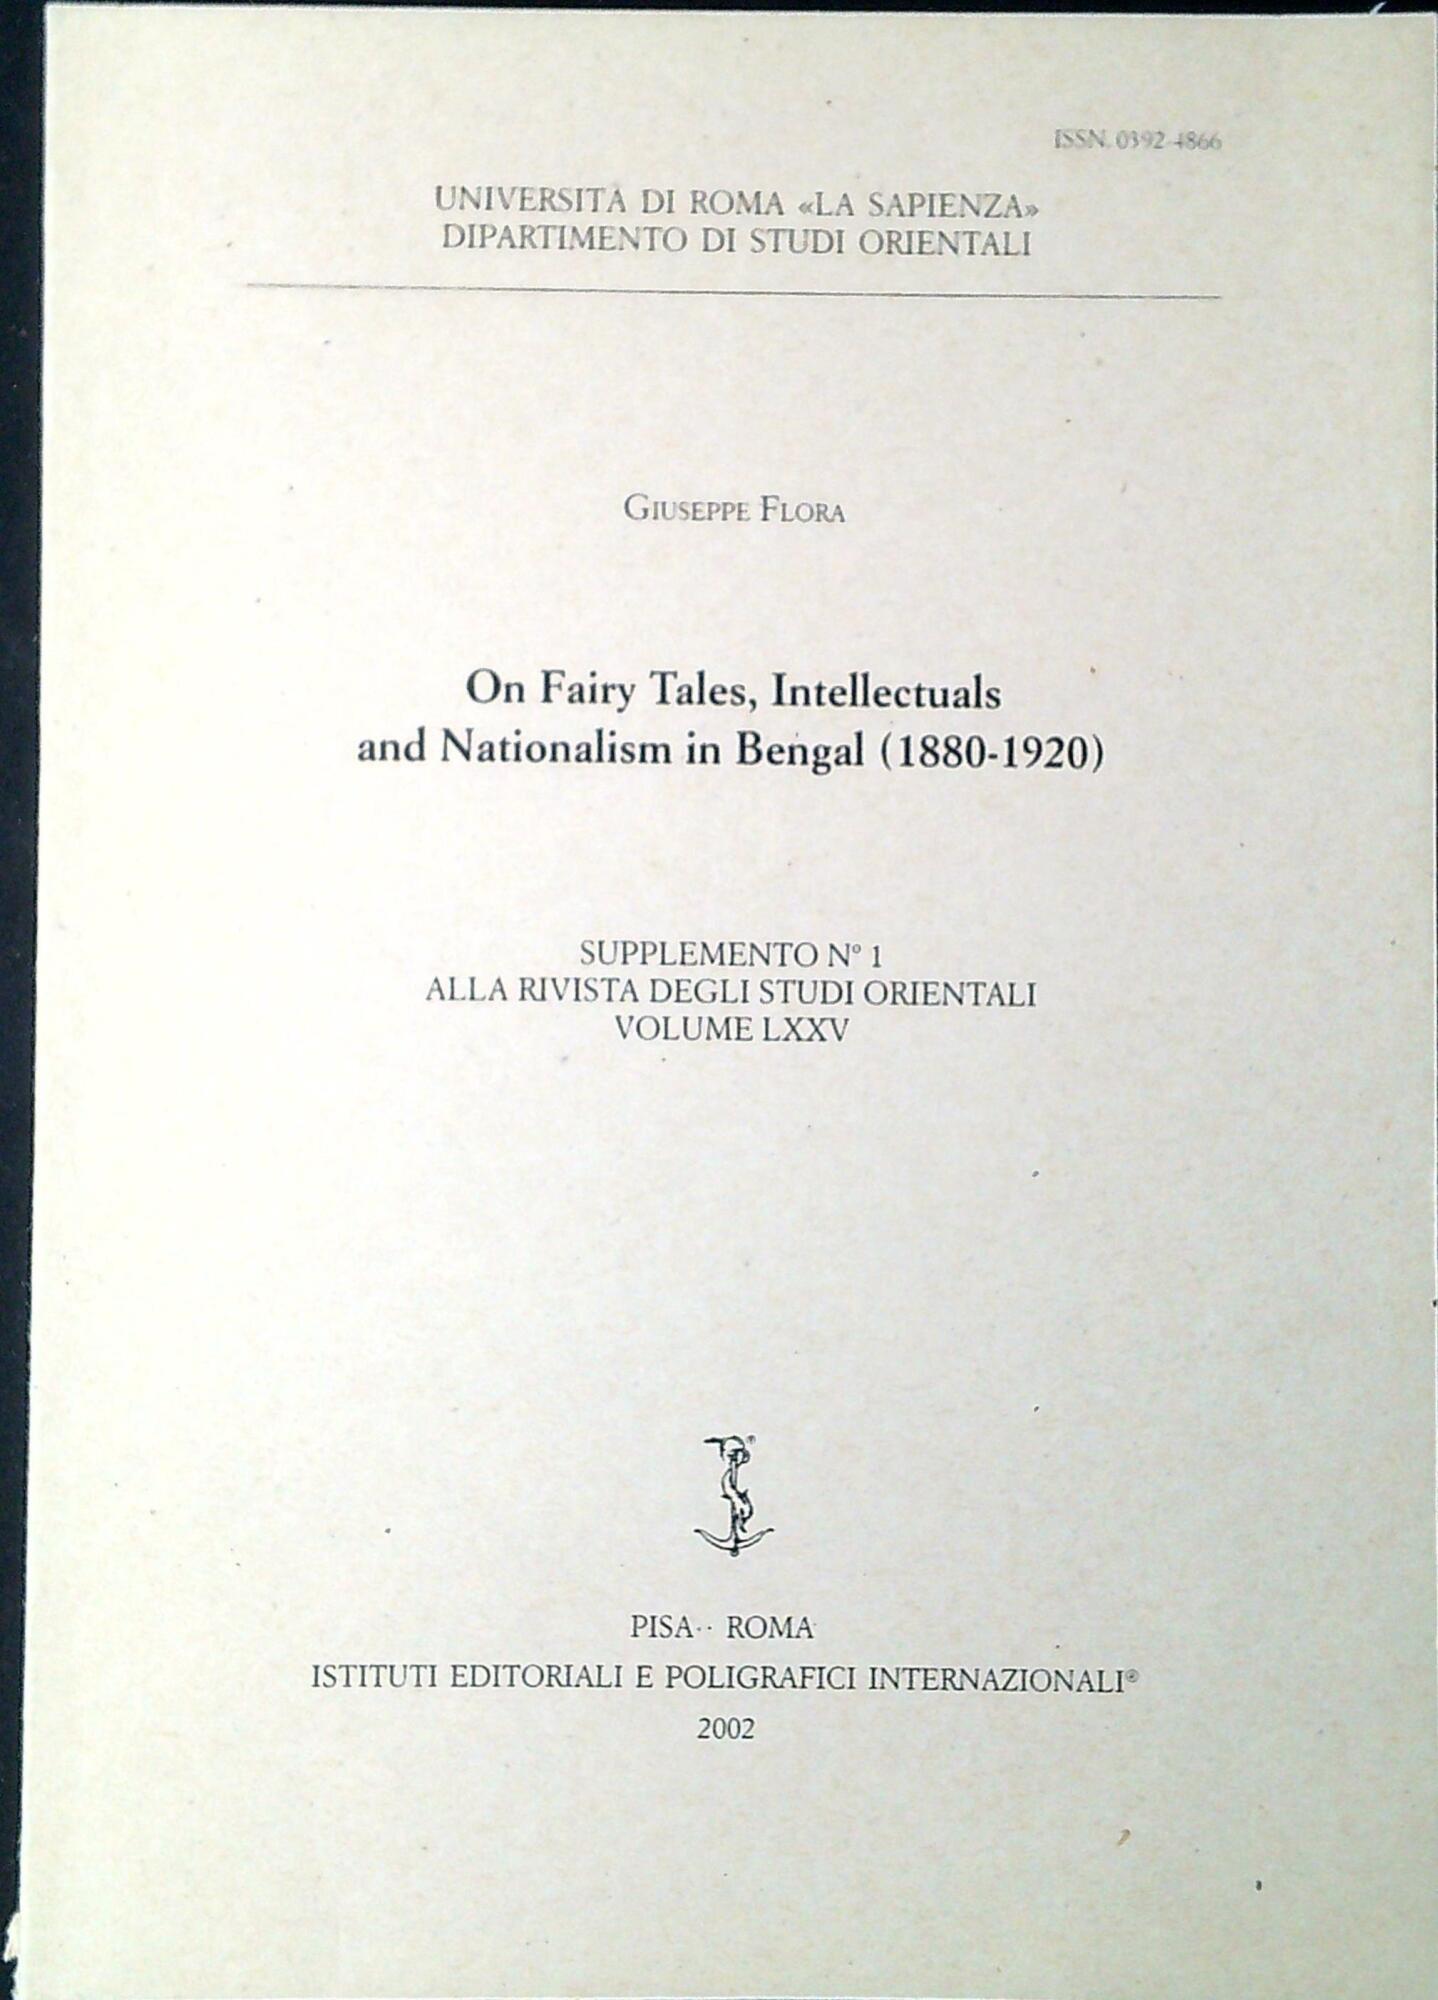 ISSN 0392-4866
UNIVERSITÀ DI ROMA «LA SAPIENZA»
DIPARTIMENTO DI STUDI ORIENTALI
GIUSEPPE FLORA
On Fairy Tales, Intellectuals
and Nationalism in Bengal (1880-1920)
SUPPLEMENTO N° 1
ALLA RIVISTA DEGLI STUDI ORIENTALI
VOLUME LXXV
PISA · ROMA
ISTITUTI EDITORIALI E POLIGRAFICI INTERNAZIONALI®
2002